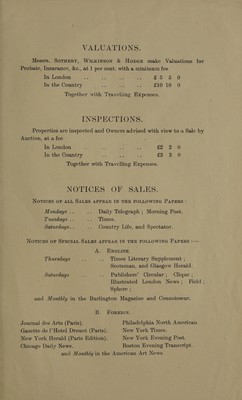 VALUATIONS.
Messrs. SOTHEBY, WILKINSON & HODGE make Valuations for
Probate, Insurance, &c., at 1 per cent. with a minimum fee
In London .. .. .. .. £ 5 5 0
In the Country .. .. .. £10 10 0
Together with Travelling Expenses.
INSPECTIONS.
Properties are inspected and Owners advised with view to a Sale by
Auction, at a fee
In London .. .. .. .. £2 2 0
In the Country .. .. .. £3 3 0
Together with Travelling Expenses.
NOTICES OF SALES.
NOTICES OF ALL SALES APPEAR IN THE FOLLOWING PAPERS :
Mondays .. .. Daily Telegraph ; Morning Post.
Tuesdays .. .. Times.
Saturdays .. .. Country Life, and Spectator.
NOTICES OF SPECIAL SALES APPEAR IN THE FOLLOWING PAPERS :—
A. ENGLISH.
Thursdays .. .. Times Literary Supplement ;
Scotsman, and Glasgow Herald.
Saturdays .. .. Publishers' Circular ; Clique ;
Illustrated London News ; Field ;
Sphere ;
and Monthly in the Burlington Magazine and Connoisseur.
B. FOREIGN.
Journal des Arts (Paris). Philadelphia North American.
Gazette de l'Hotel Drouot (Paris). New York Times.
New York Herald (Paris Edition). New York Evening Post.
Chicago Daily News. Boston Evening Transcript.
and Monthly in the American Art News.